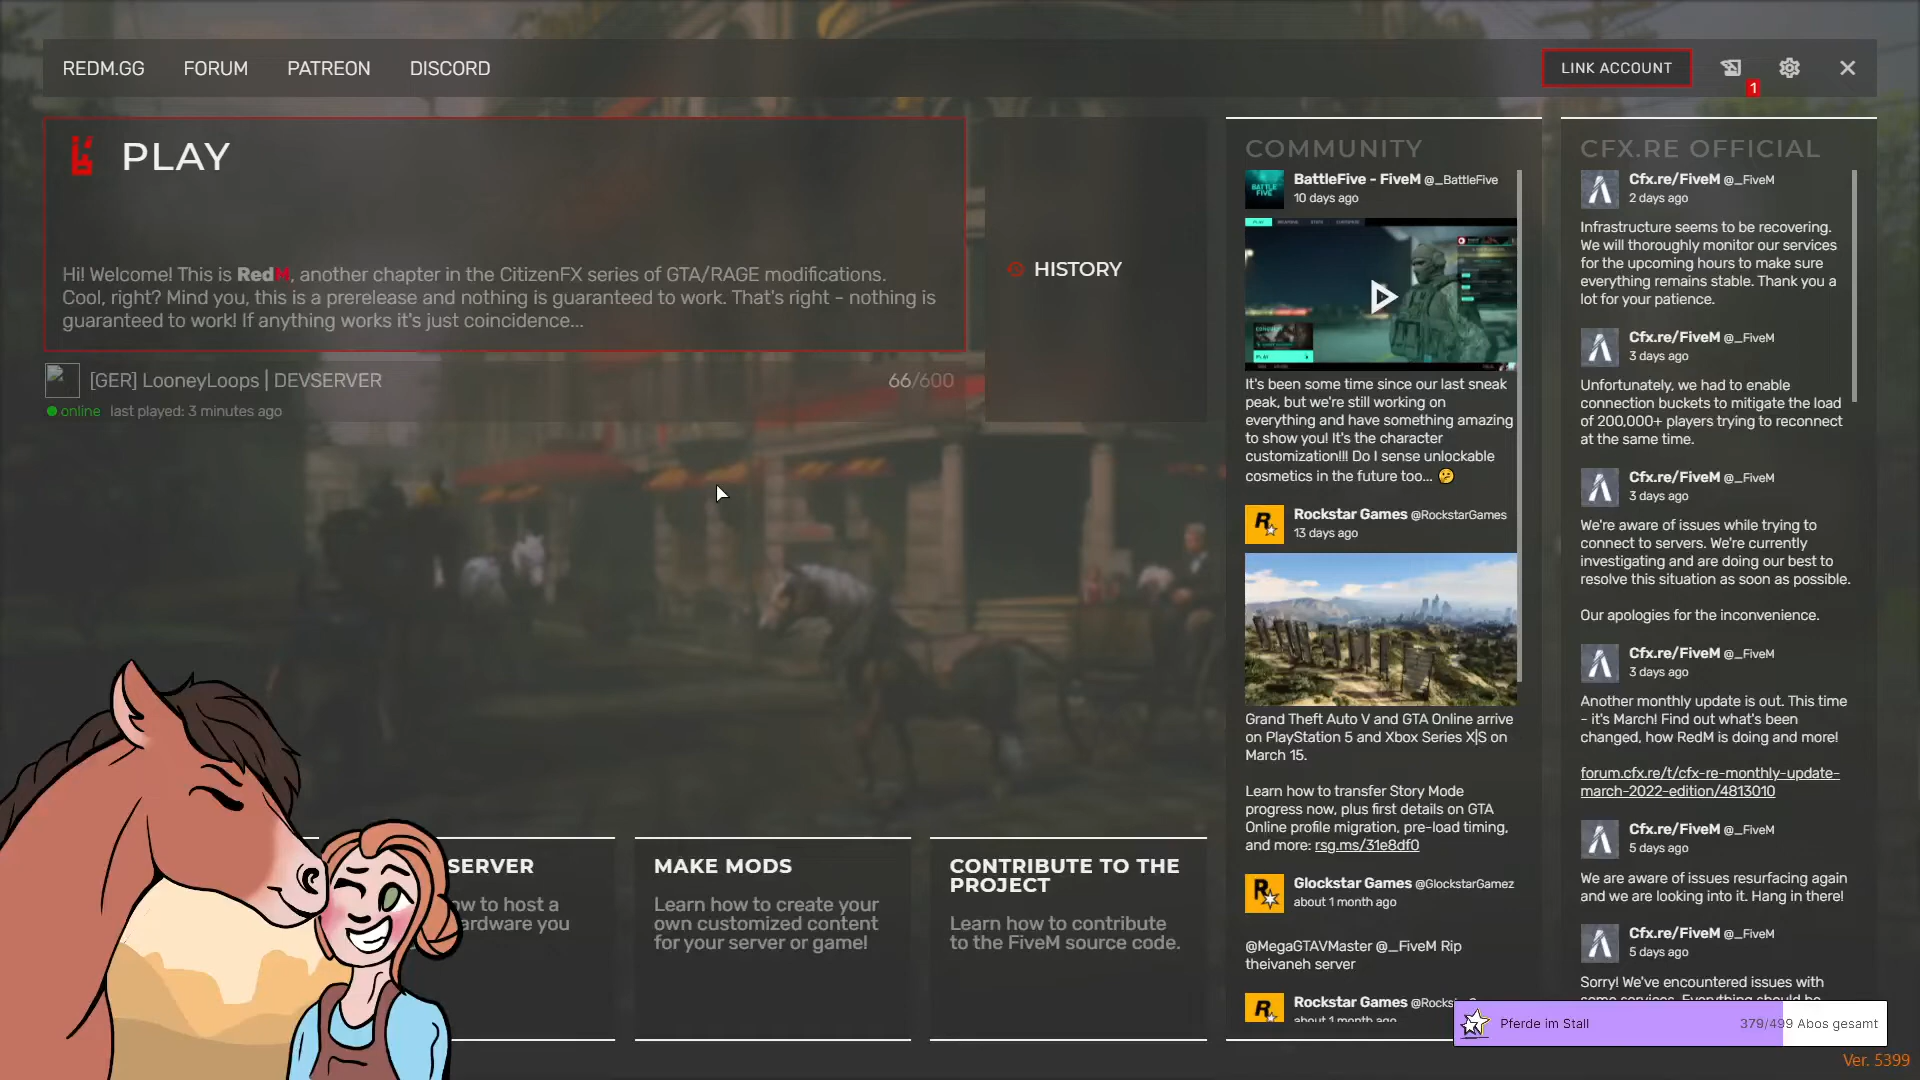 REDM.GG FORUM PATREON DISCORD
LINK ACCOUNT
1
PLAY
Hi! Welcome! This is RedM, another chapter in the CitizenFX series of GTA/RAGE modifications.
Cool, right? Mind you, this is a prerelease and nothing is guaranteed to work. That's right - nothing is
guaranteed to work! If anything works it's just coincidence...
[GER] LooneyLoops | DEVSERVER 66/600
online last played: 3 minutes ago
HISTORY
SERVER
ow to host a
ardware you
MAKE MODS
Learn how to create your
own customized content
for your server or game!
CONTRIBUTE TO THE
PROJECT
Learn how to contribute
to the FiveM source code.
COMMUNITY
BATTLE
FIVE
BattleFive - FiveM @_BattleFive
10 days ago
It's been some time since our last sneak
peak, but we're still working on
everything and have something amazing
to show you! It's the character
customization!!! Do I sense unlockable
cosmetics in the future too... 🤔
Rockstar Games @RockstarGames
13 days ago
Grand Theft Auto V and GTA Online arrive
on PlayStation 5 and Xbox Series X|S on
March 15.
Learn how to transfer Story Mode
progress now, plus first details on GTA
Online profile migration, pre-load timing,
and more: rsg.ms/31e8df0
Glockstar Games @GlockstarGamez
about 1 month ago
@MegaGTAVMaster @_FiveM Rip
theivaneh server
Rockstar Games @Rocks
about 1 month ago
CFX.RE OFFICIAL
Cfx.re/FiveM @_FiveM
2 days ago
Infrastructure seems to be recovering.
We will thoroughly monitor our services
for the upcoming hours to make sure
everything remains stable. Thank you a
lot for your patience.
Cfx.re/FiveM @_FiveM
3 days ago
Unfortunately, we had to enable
connection buckets to mitigate the load
of 200,000+ players trying to reconnect
at the same time.
Cfx.re/FiveM @_FiveM
3 days ago
We're aware of issues while trying to
connect to servers. We're currently
investigating and are doing our best to
resolve this situation as soon as possible.
Our apologies for the inconvenience.
Cfx.re/FiveM @_FiveM
3 days ago
Another monthly update is out. This time
- it's March! Find out what's been
changed, how RedM is doing and more!
forum.cfx.re/t/cfx-re-monthly-update-
march-2022-edition/4813010
Cfx.re/FiveM @_FiveM
5 days ago
We are aware of issues resurfacing again
and we are looking into it. Hang in there!
Cfx.re/FiveM @_FiveM
5 days ago
Sorry! We've encountered issues with
some services. Everything should be
Pferde im Stall 379/499 Abos gesamt
Ver. 5399